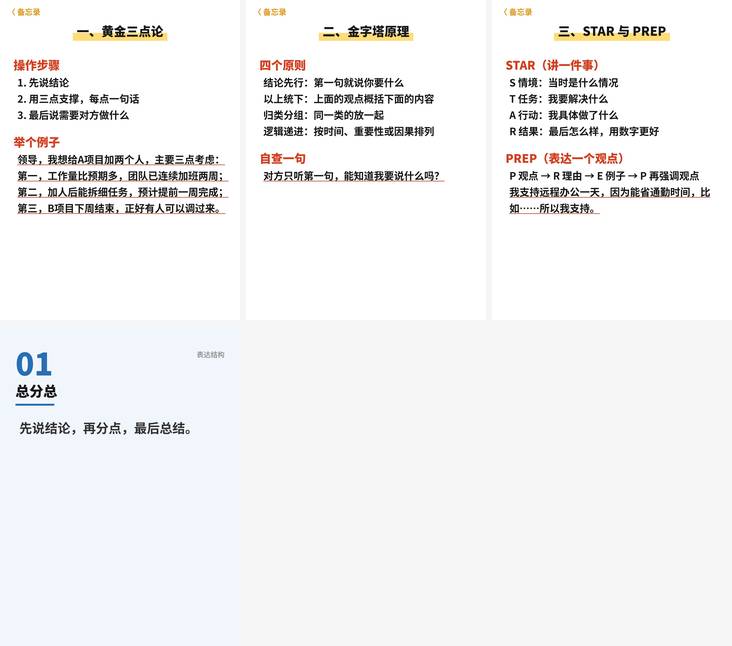 〈 备忘录
一、黄金三点论
操作步骤
1. 先说结论
2. 用三点支撑，每点一句话
3. 最后说需要对方做什么
举个例子
领导，我想给A项目加两个人，主要三点考虑：
第一，工作量比预期多，团队已连续加班两周；
第二，加人后能拆细任务，预计提前一周完成；
第三，B项目下周结束，正好有人可以调过来。
〈 备忘录
二、金字塔原理
四个原则
结论先行：第一句就说你要什么
以上统下：上面的观点概括下面的内容
归类分组：同一类的放一起
逻辑递进：按时间、重要性或因果排列
自查一句
对方只听第一句，能知道我要说什么吗？
〈 备忘录
三、STAR 与 PREP
STAR（讲一件事）
S 情境：当时是什么情况
T 任务：我要解决什么
A 行动：我具体做了什么
R 结果：最后怎么样，用数字更好
PREP（表达一个观点）
P 观点 → R 理由 → E 例子 → P 再强调观点
我支持远程办公一天，因为能省通勤时间，比
如……所以我支持。
01
表达结构
总分总
先说结论，再分点，最后总结。